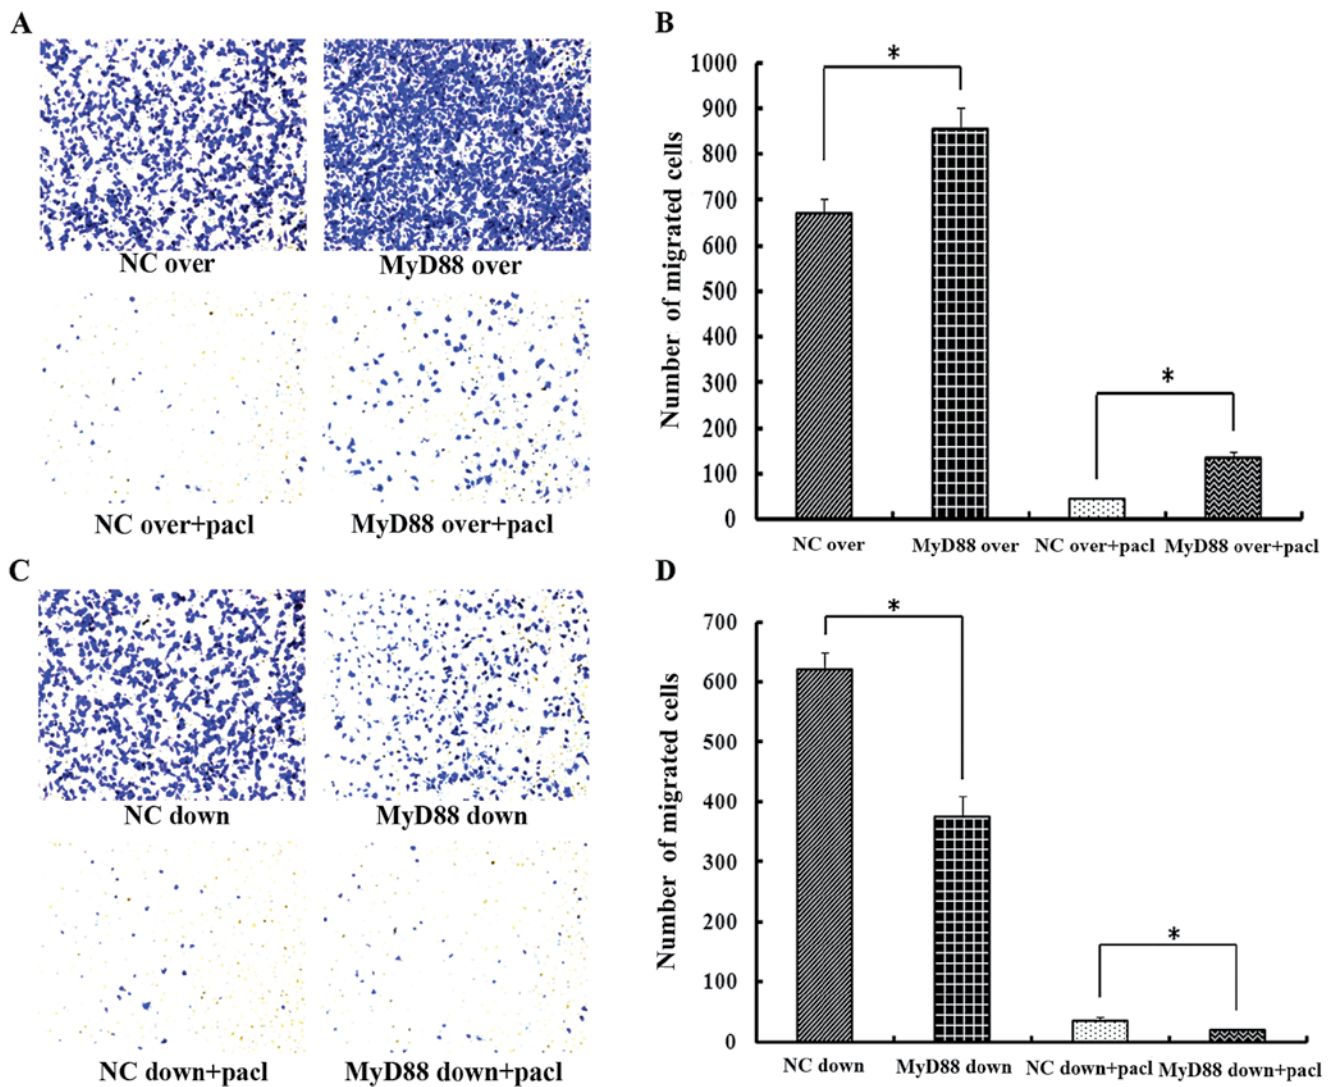 A
NC over
MyD88 over
NC over+pacl
MyD88 over+pacl
B
Number of migrated cells
1000
900
800
700
600
500
400
300
200
100
0
*
*
NC over
MyD88 over
NC over+pacl
MyD88 over+pacl
C
NC down
MyD88 down
NC down+pacl
MyD88 down+pacl
D
Number of migrated cells
700
600
500
400
300
200
100
0
*
*
NC down
MyD88 down
NC down+pacl
MyD88 down+pacl